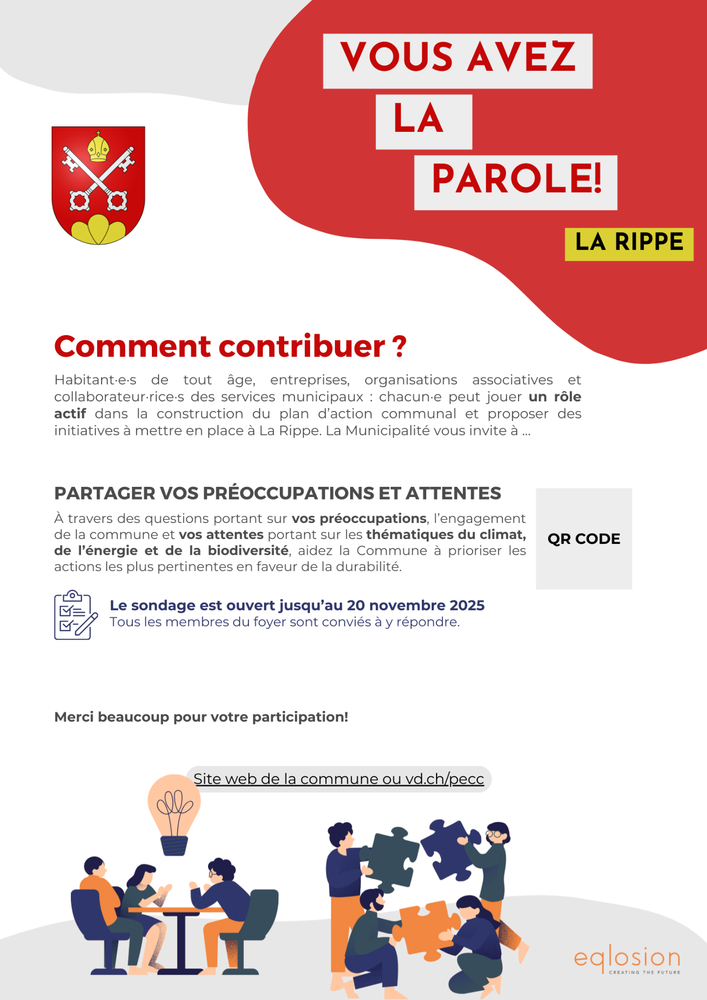 VOUS AVEZ
LA
PAROLE!
LA RIPPE
Comment contribuer ?
Habitant·e·s de tout âge, entreprises, organisations associatives et
collaborateur·rice·s des services municipaux : chacun·e peut jouer un rôle
actif dans la construction du plan d’action communal et proposer des
initiatives à mettre en place à La Rippe. La Municipalité vous invite à ...
PARTAGER VOS PRÉOCCUPATIONS ET ATTENTES
À travers des questions portant sur vos préoccupations, l’engagement
de la commune et vos attentes portant sur les thématiques du climat,
de l’énergie et de la biodiversité, aidez la Commune à prioriser les
actions les plus pertinentes en faveur de la durabilité.
QR CODE
Le sondage est ouvert jusqu’au 20 novembre 2025
Tous les membres du foyer sont conviés à y répondre.
Merci beaucoup pour votre participation!
Site web de la commune ou vd.ch/pecc
eqlosion
CREATING THE FUTURE